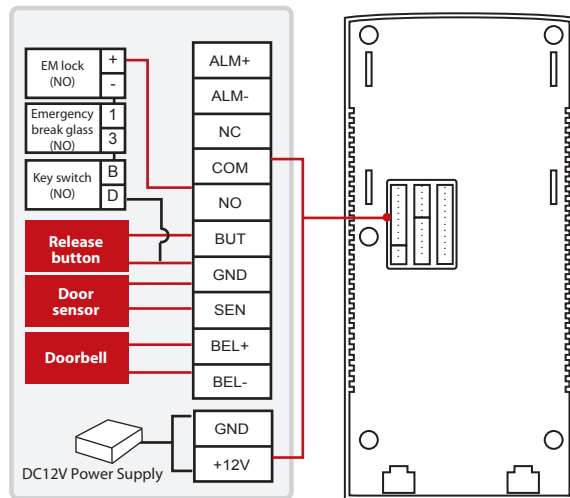 EM lock
(NO)
+
-
Emergency
break glass
(NO)
1
3
Key switch
(NO)
B
D
Release
button
Door
sensor
Doorbell
DC12V Power Supply
ALM+
ALM-
NC
COM
NO
BUT
GND
SEN
BEL+
BEL-
GND
+12V